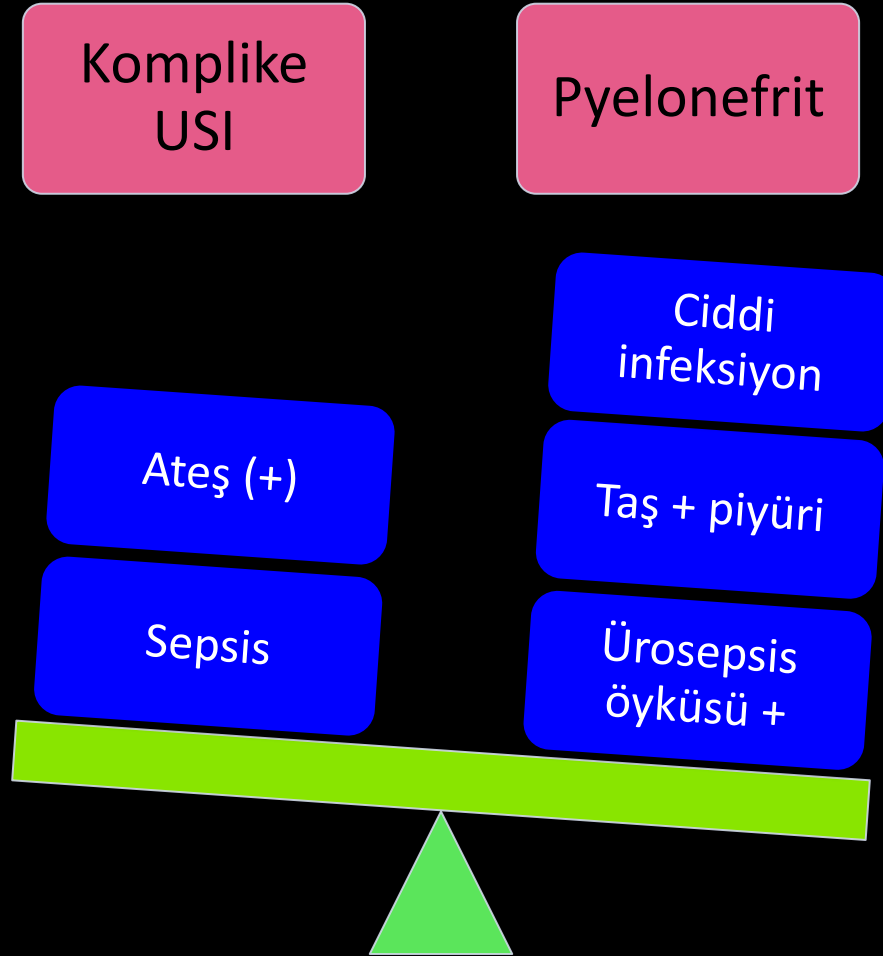 Komplike
USI
Pyelonefrit
Ateş (+)
Sepsis
Ciddi
infeksiyon
Taş + piyüri
Ürosepsis
öyküsü +